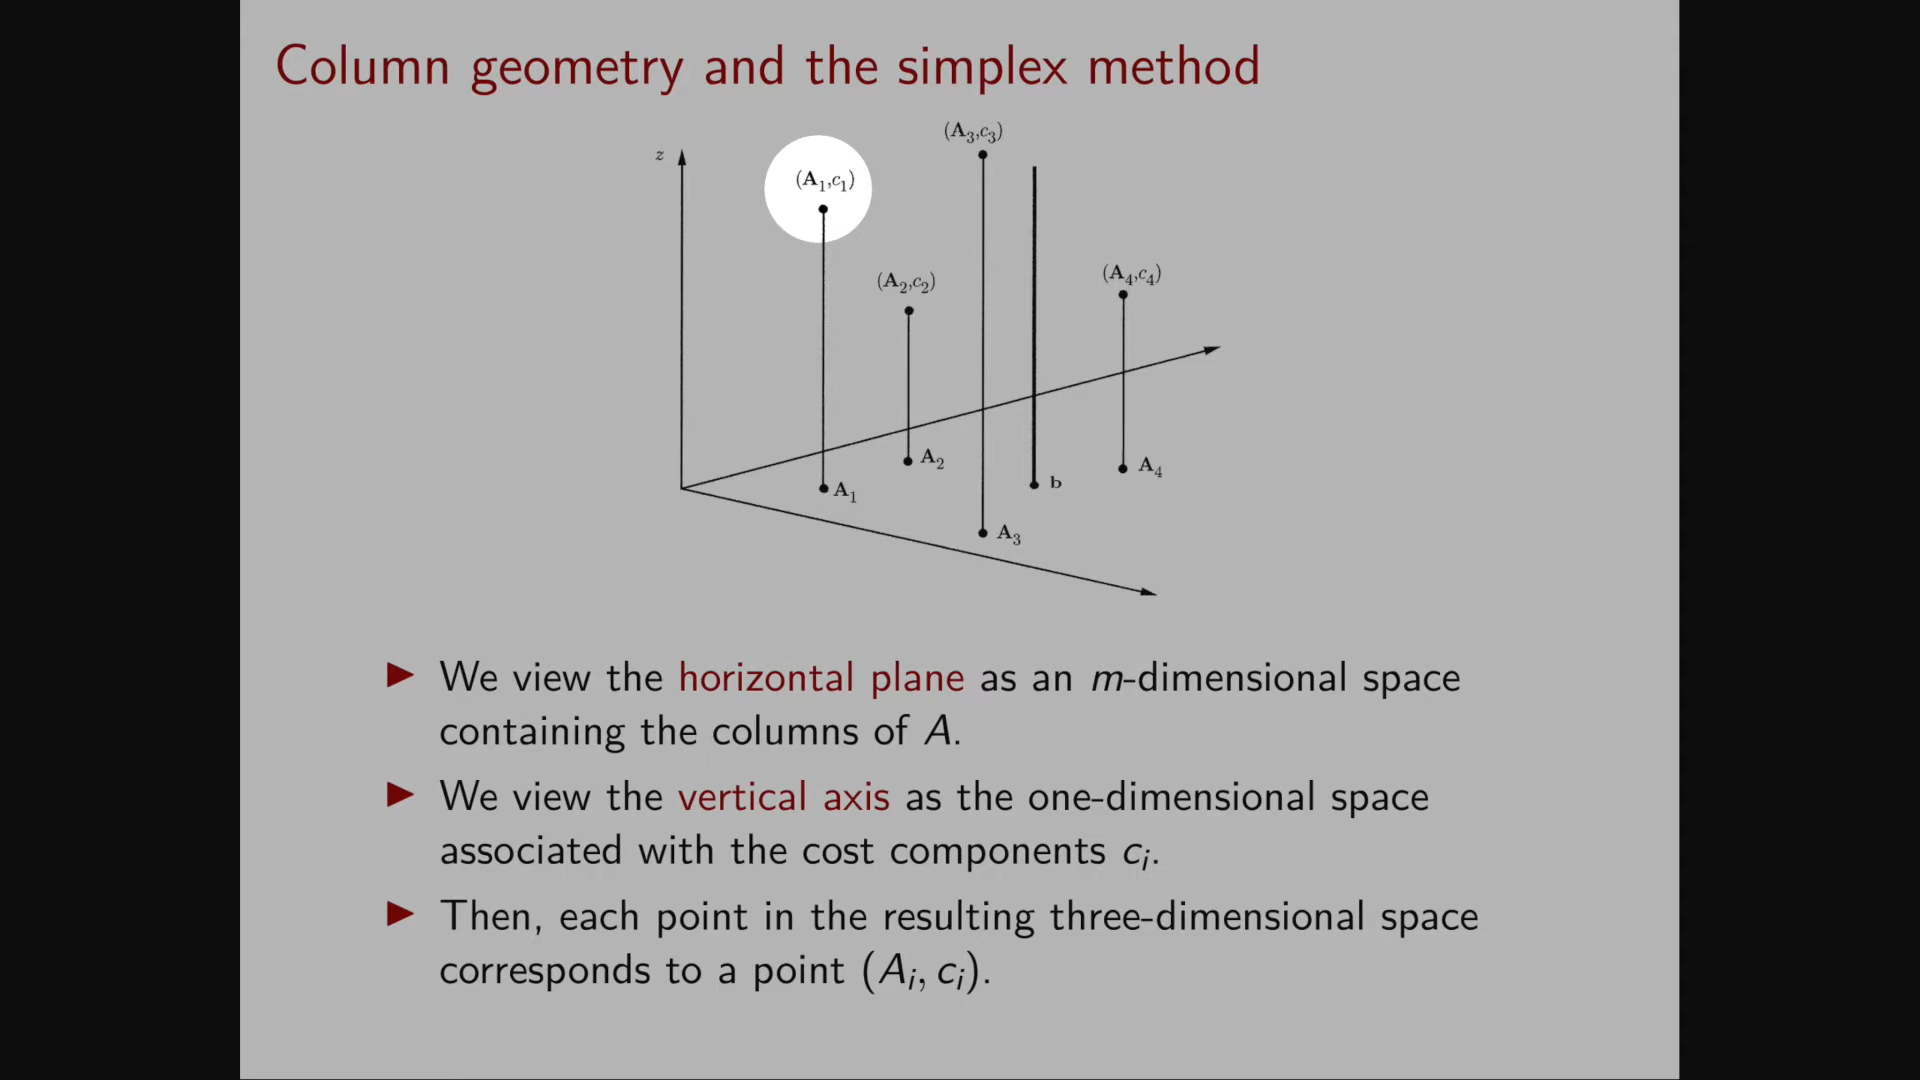 Column geometry and the simplex method
(A₃,c₃)
z
(A₁,c₁)
(A₂,c₂)
(A₄,c₄)
A₂
A₄
b
A₁
A₃
▶ We view the horizontal plane as an m-dimensional space
containing the columns of A.
▶ We view the vertical axis as the one-dimensional space
associated with the cost components cᵢ.
▶ Then, each point in the resulting three-dimensional space
corresponds to a point (Aᵢ, cᵢ).